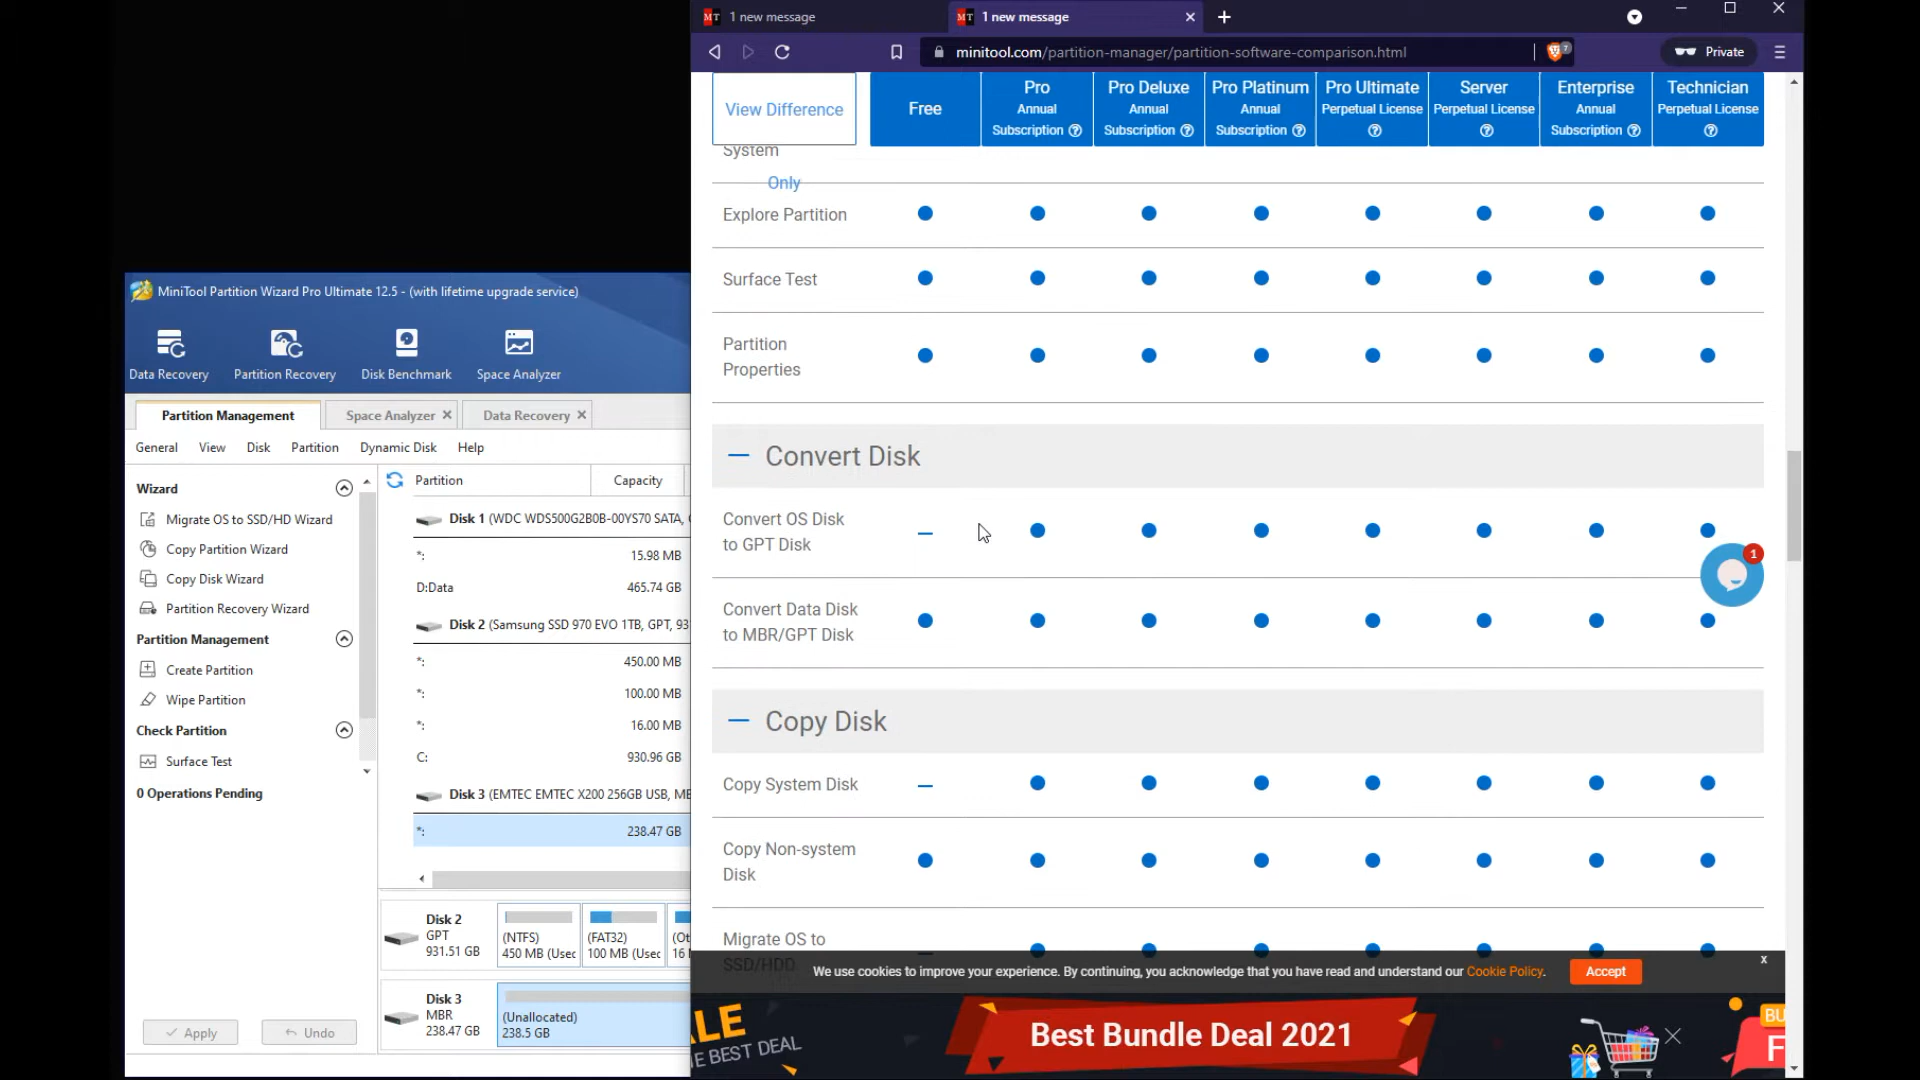 MT 1 new message
MT 1 new message
minitool.com/partition-manager/partition-software-comparison.html
7
Private
View Difference
Only
Free
Pro
Annual
Subscription ?
Pro Deluxe
Annual
Subscription ?
Pro Platinum
Annual
Subscription ?
Pro Ultimate
Perpetual License
?
Server
Perpetual License
?
Enterprise
Annual
Subscription ?
Technician
Perpetual License
?
System
Explore Partition
Surface Test
Partition
Properties
Convert Disk
Convert OS Disk
to GPT Disk
1
Convert Data Disk
to MBR/GPT Disk
Copy Disk
Copy System Disk
Copy Non-system
Disk
Migrate OS to
SSD/HDD
We use cookies to improve your experience. By continuing, you acknowledge that you have read and understand our Cookie Policy.
Accept
x
Best Bundle Deal 2021
E BEST DEAL
MiniTool Partition Wizard Pro Ultimate 12.5 - (with lifetime upgrade service)
Data Recovery
Partition Recovery
Disk Benchmark
Space Analyzer
Partition Management
Space Analyzer
Data Recovery
General View Disk Partition Dynamic Disk Help
Wizard
Migrate OS to SSD/HD Wizard
Copy Partition Wizard
Copy Disk Wizard
Partition Recovery Wizard
Partition Management
Create Partition
Wipe Partition
Check Partition
Surface Test
0 Operations Pending
Apply
Undo
Partition Capacity
Disk 1 (WDC WDS500G2B0B-00YS70 SATA,
*: 15.98 MB
D:Data 465.74 GB
Disk 2 (Samsung SSD 970 EVO 1TB, GPT, 93
*: 450.00 MB
*: 100.00 MB
*: 16.00 MB
C: 930.96 GB
Disk 3 (EMTEC EMTEC X200 256GB USB, ME
*: 238.47 GB
Disk 2
GPT
931.51 GB
(NTFS)
450 MB (Usec
(FAT32)
100 MB (Usec
(Ot
16 M
Disk 3
MBR
238.47 GB
(Unallocated)
238.5 GB